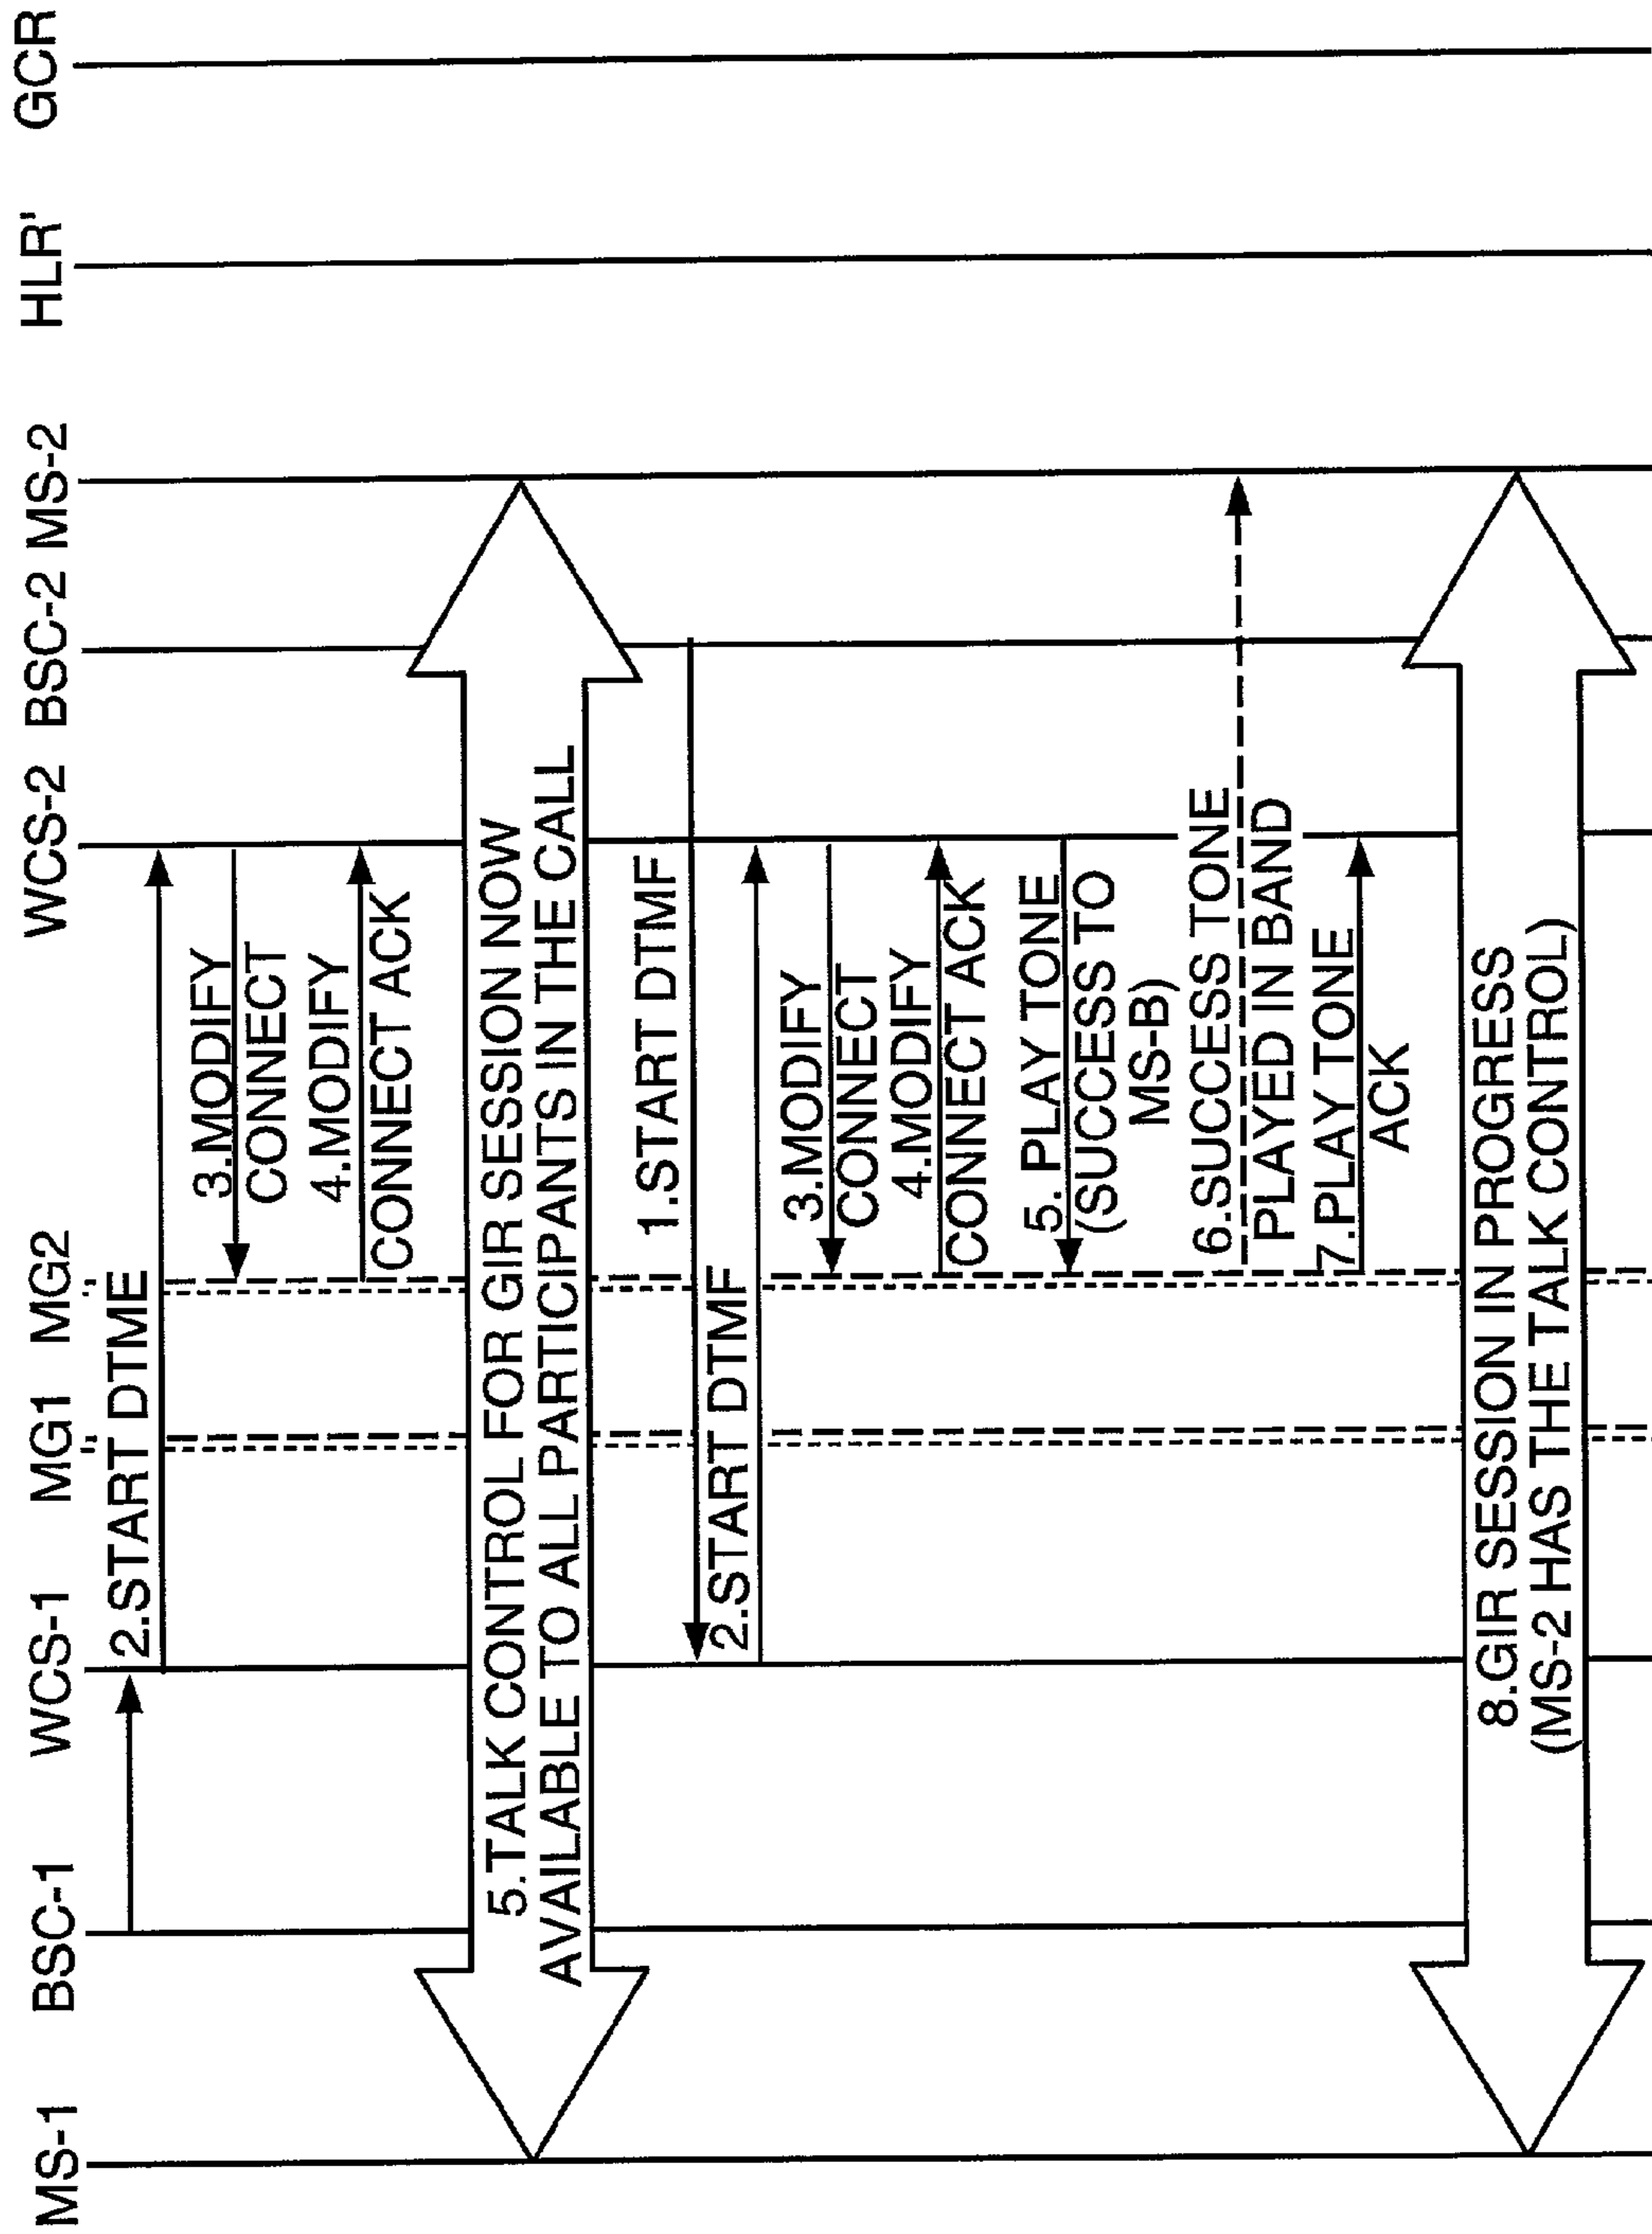 MS-1 BSC-1 WCS-1 MG1 MG2 WCS-2 BSC-2 MS-2 HLR' GCR
2.START DTME
3.MODIFY
CONNECT
4.MODIFY
CONNECT ACK
5.TALK CONTROL FOR GIR SESSION NOW
AVAILABLE TO ALL PARTICIPANTS IN THE CALL
1.START DTMF
2.START DTMF
3.MODIFY
CONNECT
4.MODIFY
CONNECT ACK
5. PLAY TONE
(SUCCESS TO
MS-B)
6.SUCCESS TONE
PLAYED IN BAND
7.PLAY TONE
ACK
8.GIR SESSION IN PROGRESS
(MS-2 HAS THE TALK CONTROL)